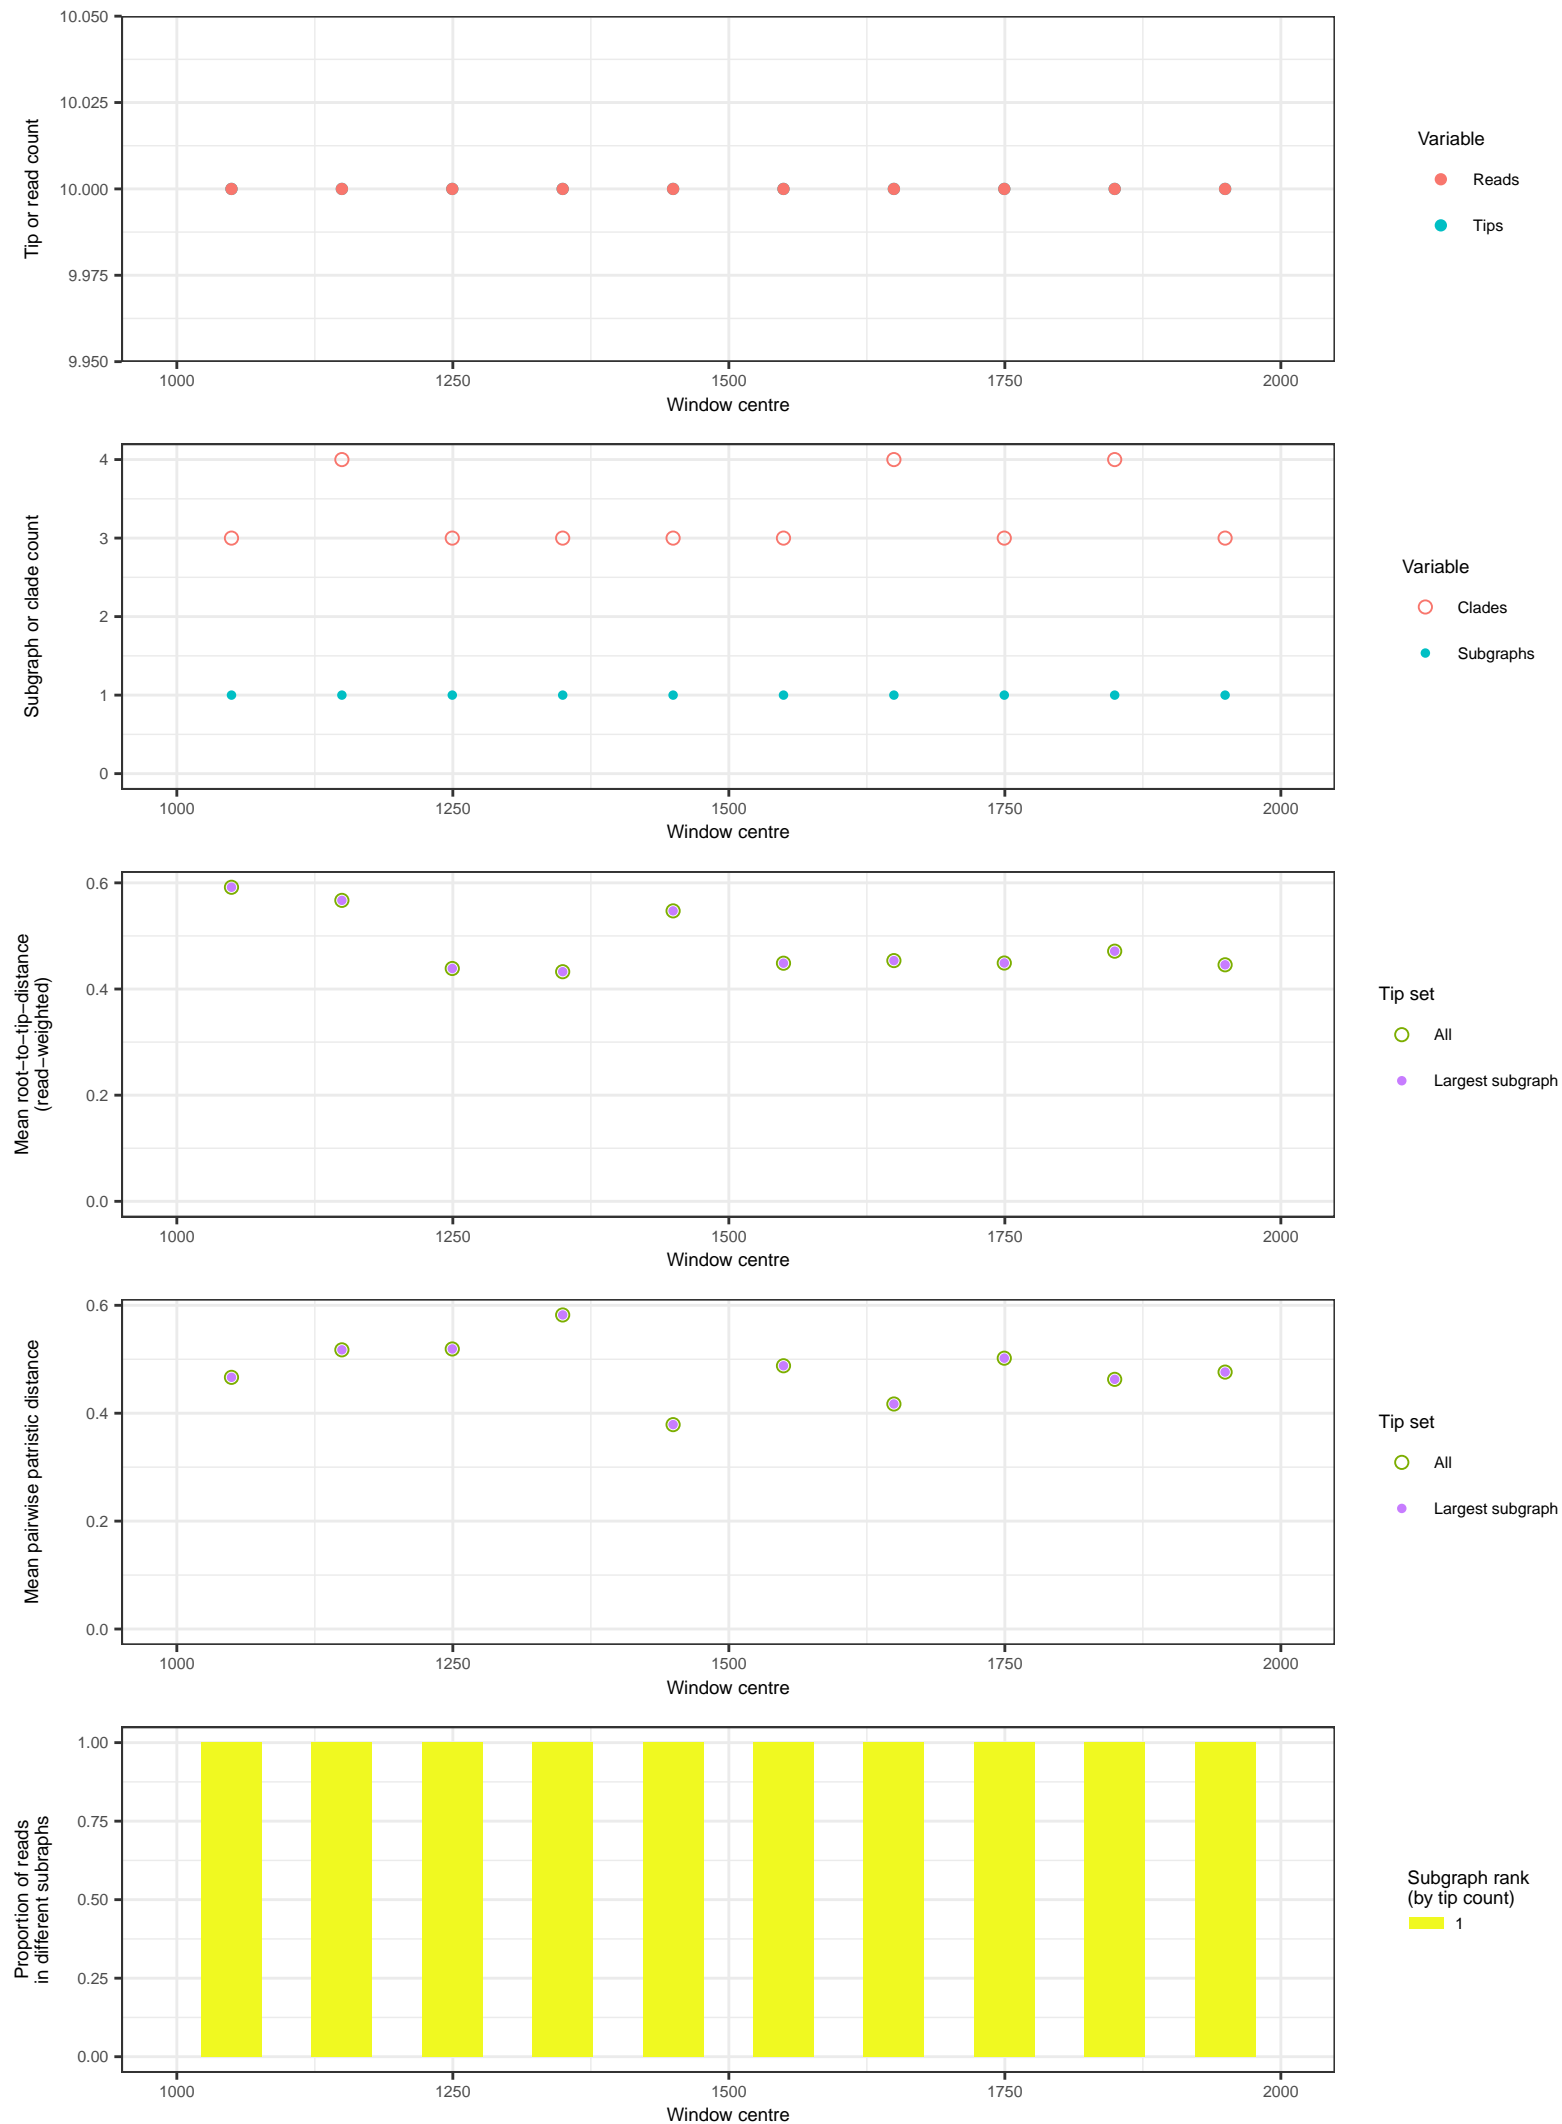 10.050
10.025
10.000
9.975
9.950
Tip or read count
1000 1250 1500 1750 2000
Window centre
Variable
Reads
Tips
4
3
2
1
0
Subgraph or clade count
1000 1250 1500 1750 2000
Window centre
Variable
Clades
Subgraphs
0.6
0.4
0.2
0.0
Mean root−to−tip−distance
(read−weighted)
1000 1250 1500 1750 2000
Window centre
Tip set
All
Largest subgraph
0.6
0.4
0.2
0.0
Mean pairwise patristic distance
1000 1250 1500 1750 2000
Window centre
Tip set
All
Largest subgraph
1.00
0.75
0.50
0.25
0.00
Proportion of reads
in different subraphs
1000 1250 1500 1750 2000
Window centre
Subgraph rank
(by tip count)
1